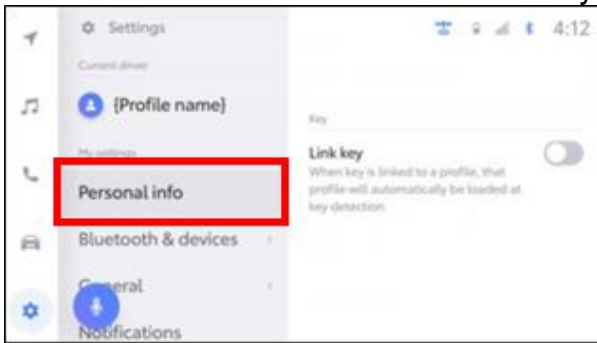 Settings
4:12
Current driver
{Profile name}
Key
My settings
Link key
When key is linked to a profile, that
profile will automatically be loaded at
key detection
Personal info
Bluetooth & devices
General
Notifications